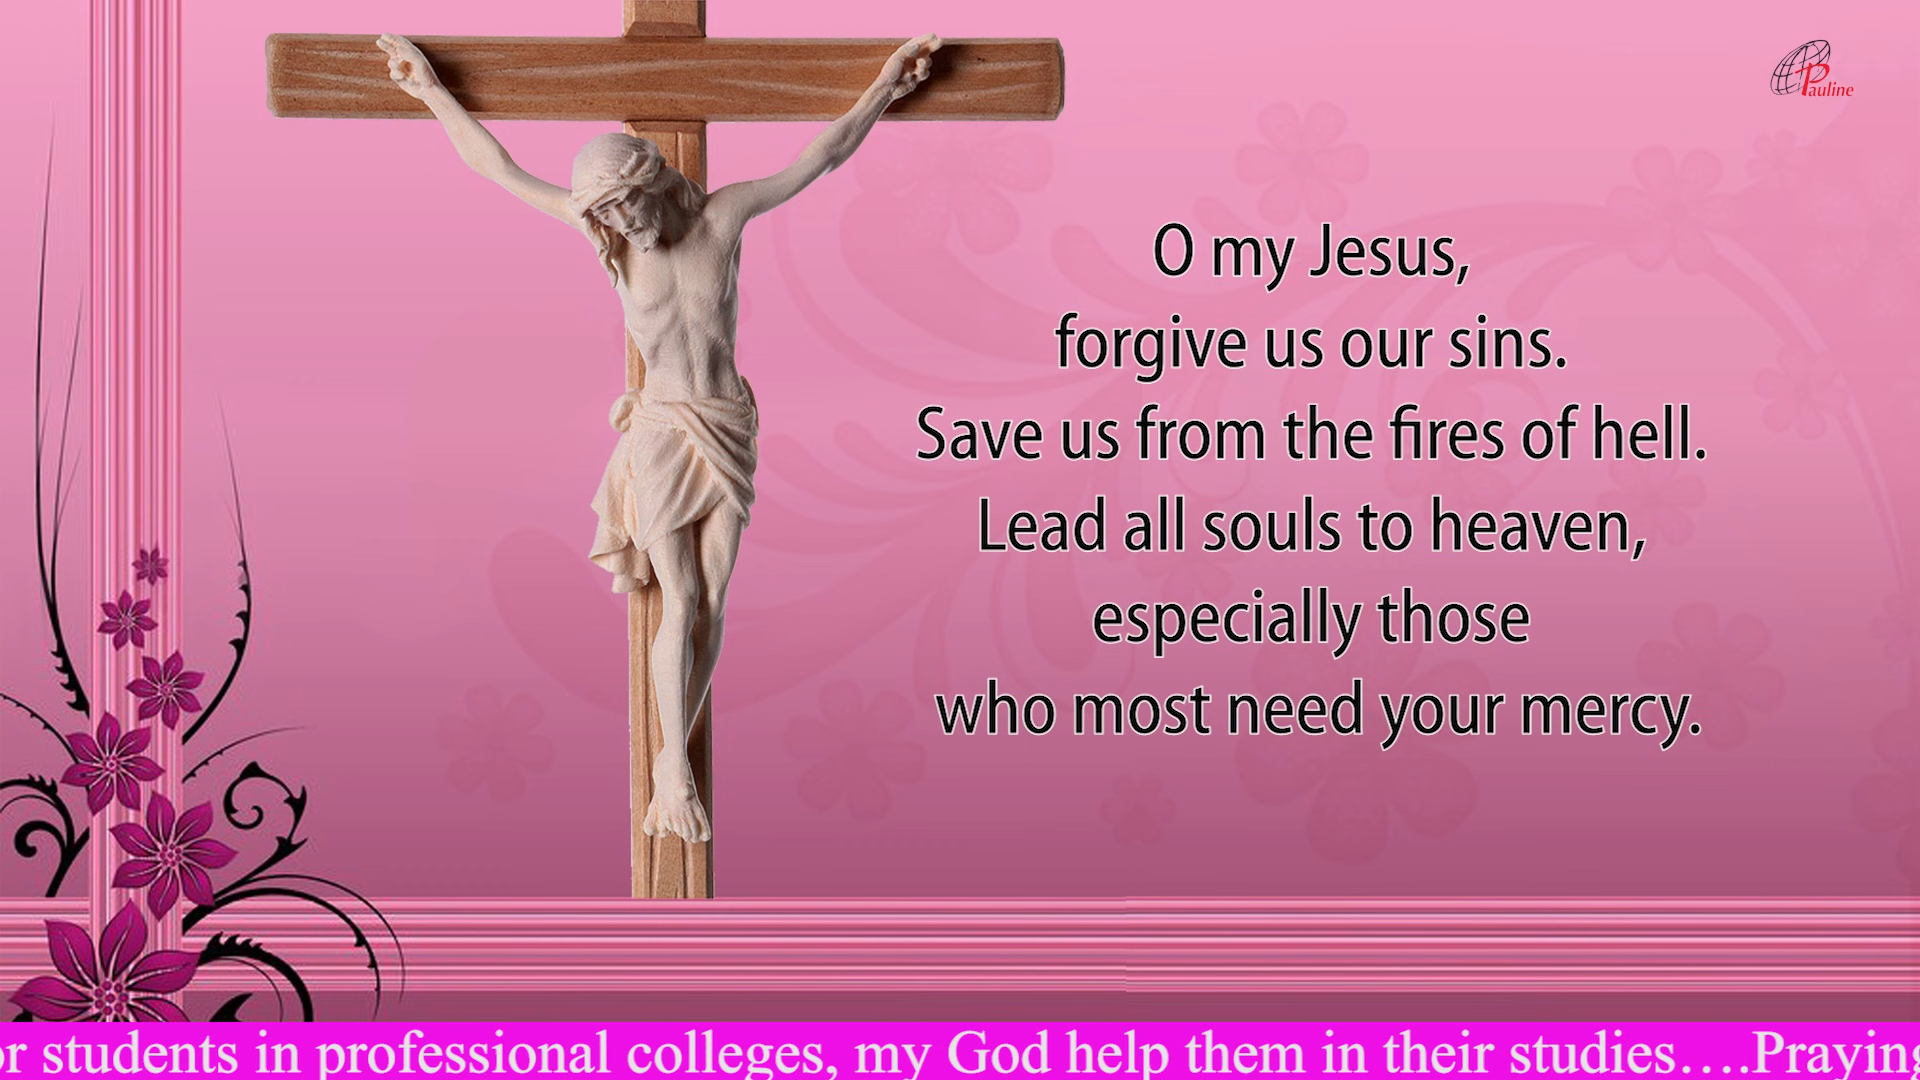 Pauline
O my Jesus,
forgive us our sins.
Save us from the fires of hell.
Lead all souls to heaven,
especially those
who most need your mercy.
students in professional colleges, my God help them in their studies….Praying